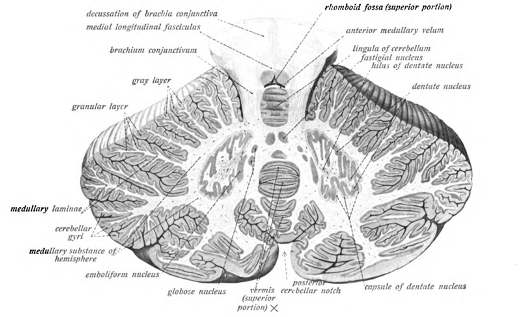 decussation of brachia conjunctiva
rhomboid fossa (superior portion)
medial longitudinal fasciculus
anterior medullary velum
brachium conjunctivum
lingula of cerebellum
fastigial nucleus
hilus of dentate nucleus
gray layer
dentate nucleus
granular layer
medullary laminae
cerebellar
gyri
medullary substance of
hemisphere
emboliform nucleus
globose nucleus
vermis
(superior
portion) X
posterior
cerebellar notch
capsule of dentate nucleus